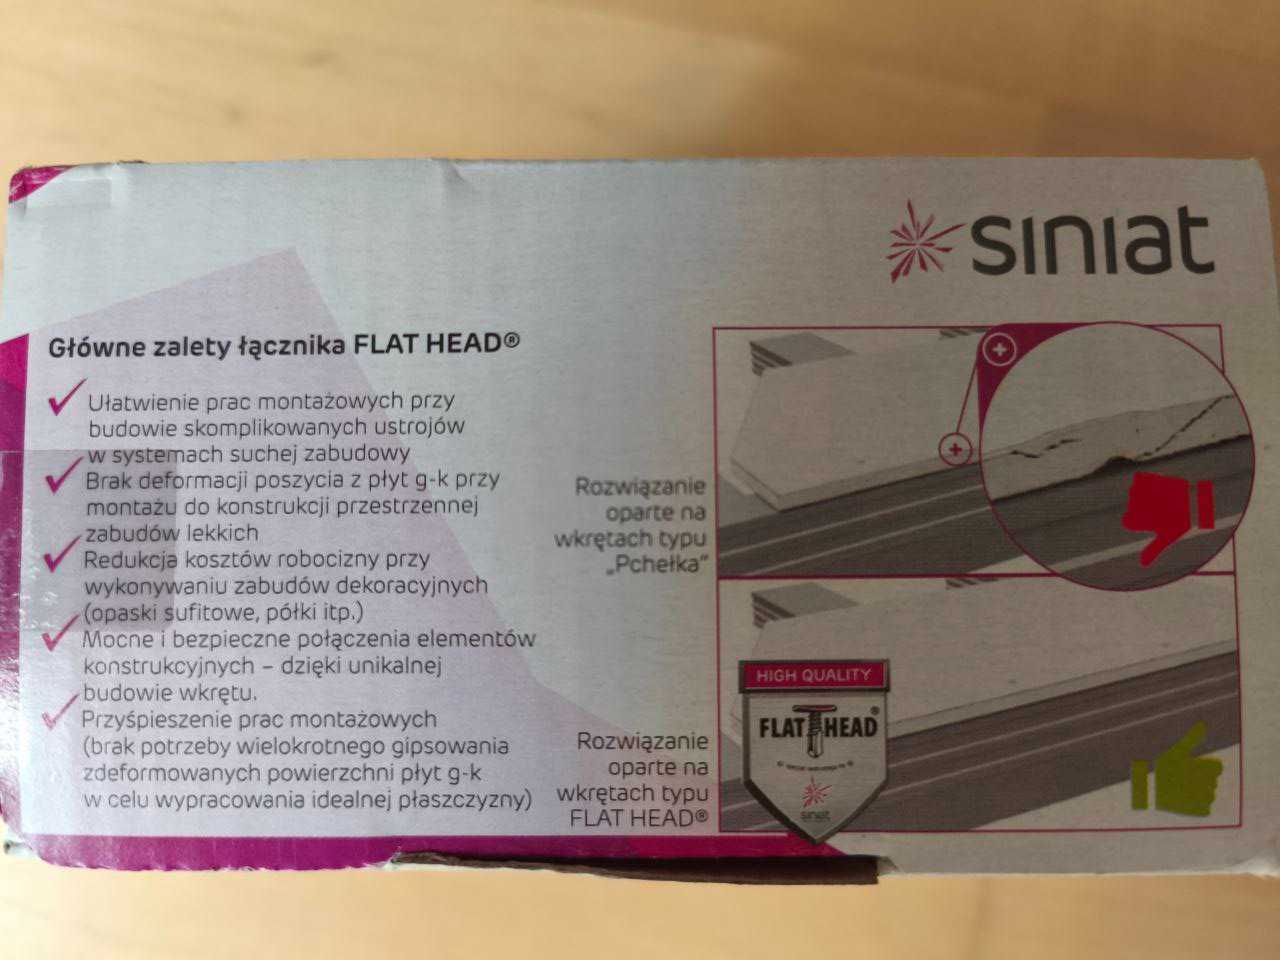 siniat
Główne zalety łącznika FLAT HEAD®
Ułatwienie prac montażowych przy
budowie skomplikowanych ustrojów
w systemach suchej zabudowy
Brak deformacji poszycia z płyt g-k przy
montażu do konstrukcji przestrzennej
zabudów lekkich
Redukcja kosztów robocizny przy
wykonywaniu zabudów dekoracyjnych
(opaski sufitowe, półki itp.)
Mocne i bezpieczne połączenia elementów
konstrukcyjnych – dzięki unikalnej
budowie wkrętu.
Przyśpieszenie prac montażowych
(brak potrzeby wielokrotnego gipsowania
zdeformowanych powierzchni płyt g-k
w celu wypracowania idealnej płaszczyzny)
Rozwiązanie
oparte na
wkrętach typu
„Pchełka”
Rozwiązanie
oparte na
wkrętach typu
FLAT HEAD®
HIGH QUALITY
FLAT HEAD®
siniat